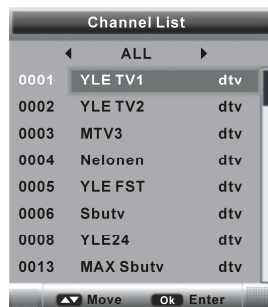 Channel List
ALL
0001 YLE TV1 dtv
0002 YLE TV2 dtv
0003 MTV3 dtv
0004 Nelonen dtv
0005 YLE FST dtv
0006 Sbutv dtv
0008 YLE24 dtv
0013 MAX Sbutv dtv
Move Ok Enter